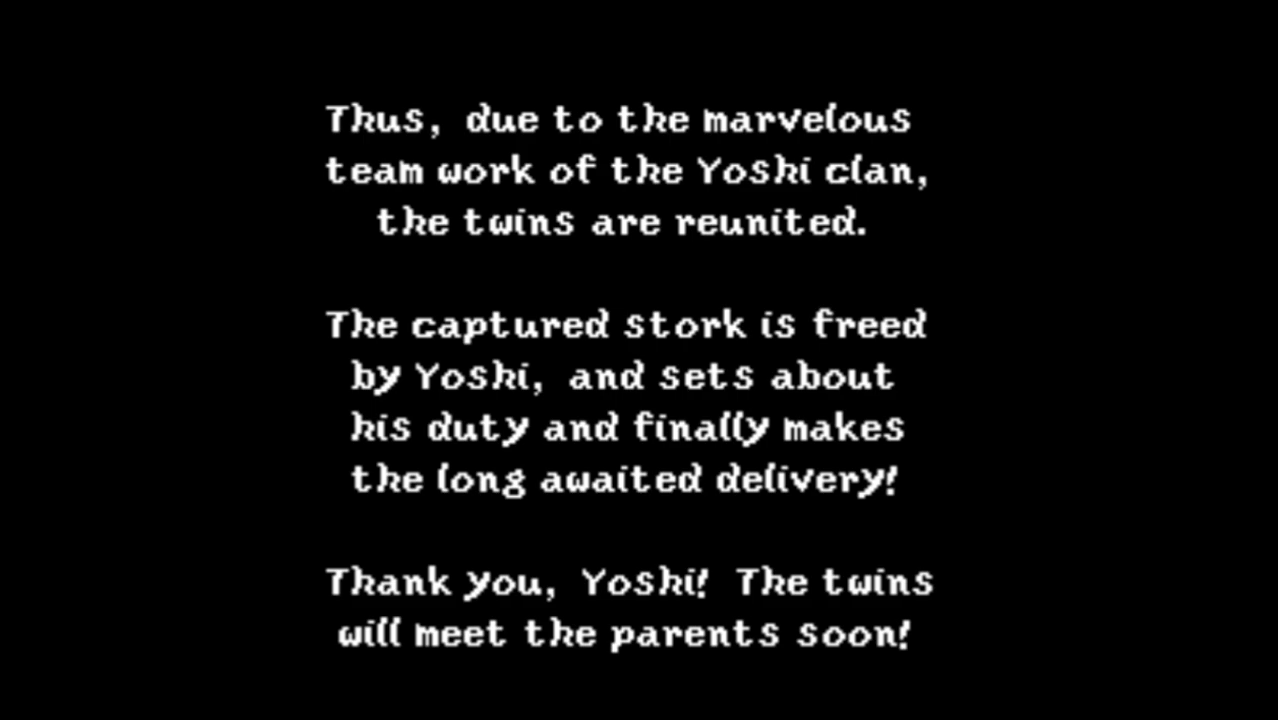 Thus, due to the marvelous
team work of the Yoshi clan,
the twins are reunited.
The captured stork is freed
by Yoshi, and sets about
his duty and finally makes
the long awaited delivery!
Thank you, Yoshi! The twins
will meet the parents soon!